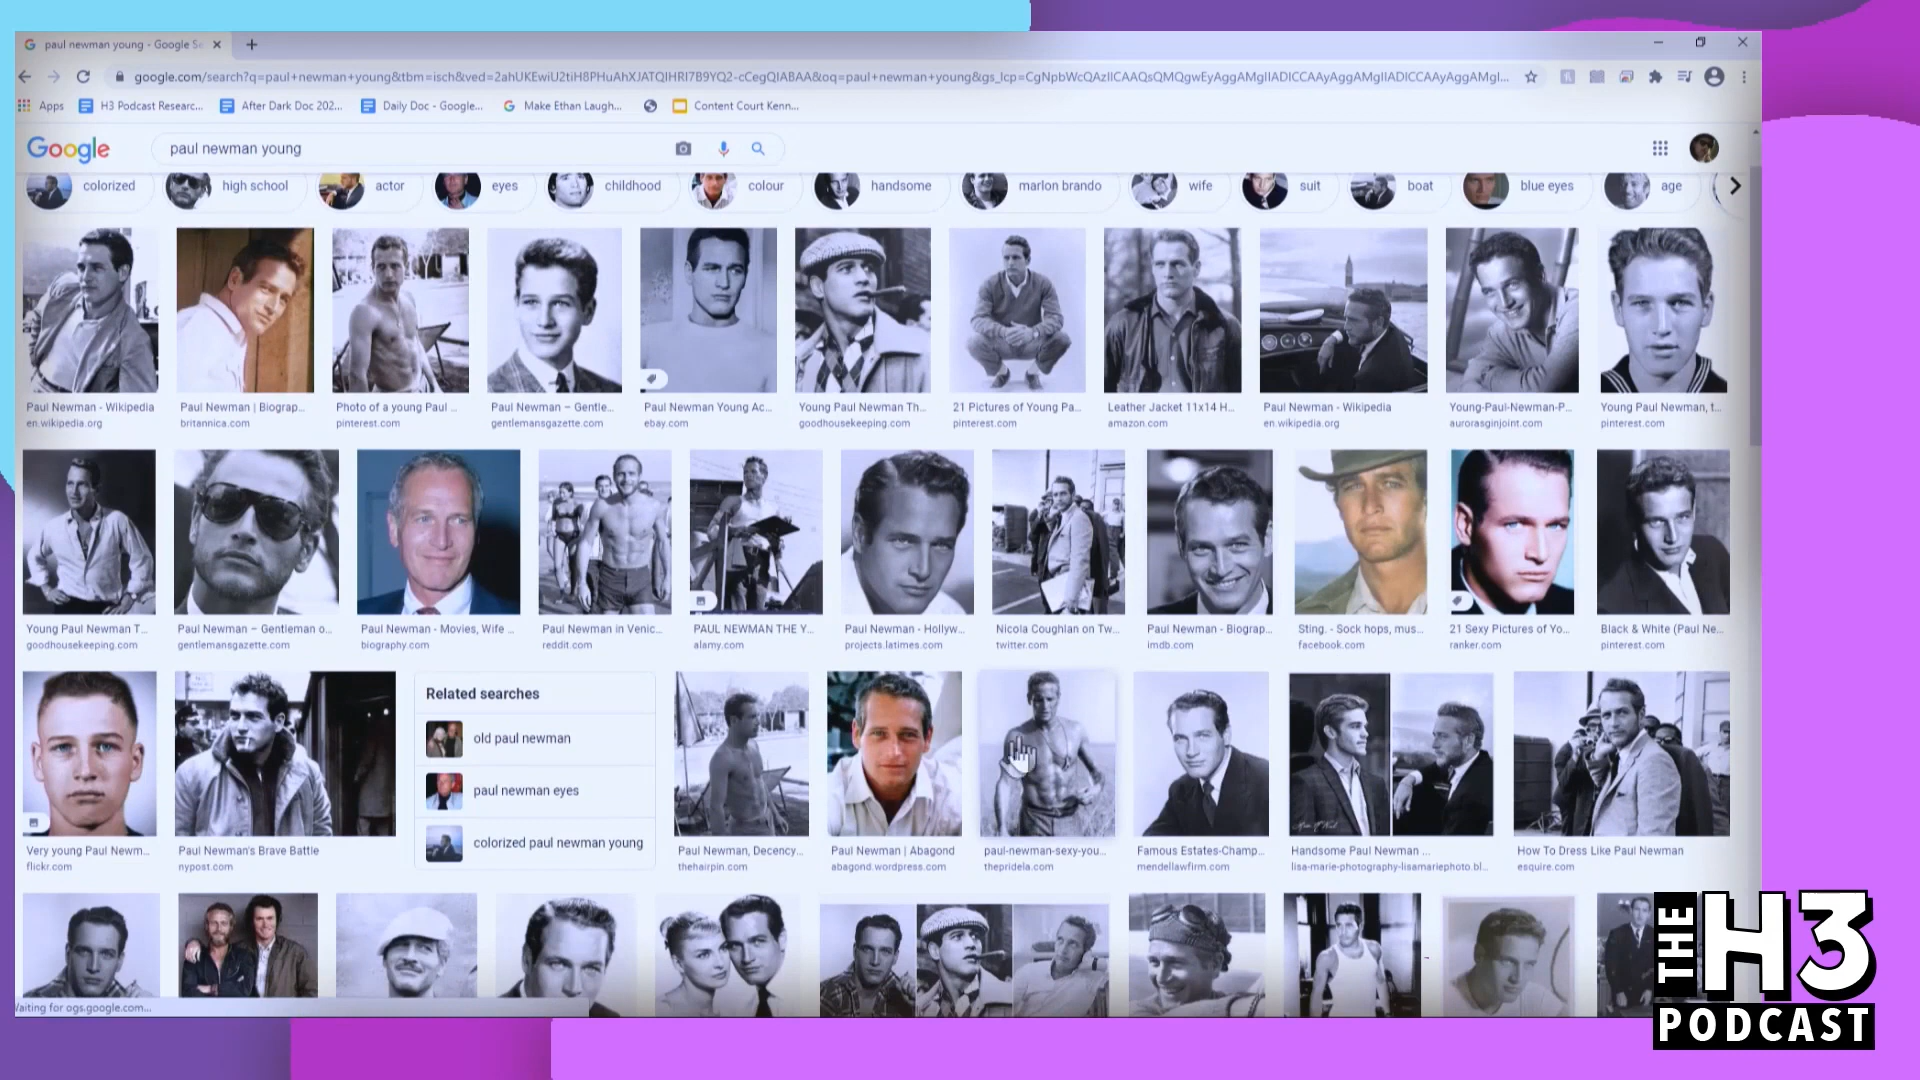 paul newman young - Google Se
google.com/search?q=paul+newman+young&tbm=isch&ved=2ahUKEwiU2tiH8PHuAhXJATQIHRI7B9YQ2-cCegQIABAA&oq=paul+newman+young&gs_lcp=CgNpbWcQAzIICAAQsQMQgwEyAggAMgIIADICCAAyAggAMgIIADICCAAyAggAMgI...
Apps H3 Podcast Researc... After Dark Doc 202... Daily Doc - Google... Make Ethan Laugh... Content Court Kenn...
Google paul newman young
colorized high school actor eyes childhood colour handsome marlon brando wife suit boat blue eyes age
Paul Newman - Wikipedia Paul Newman | Biograp... Photo of a young Paul ... Paul Newman – Gentle... Paul Newman Young Ac... Young Paul Newman Th... 21 Pictures of Young Pa... Leather Jacket 11x14 H... Paul Newman - Wikipedia Young-Paul-Newman-P... Young Paul Newman, t...
en.wikipedia.org britannica.com pinterest.com gentlemansgazette.com ebay.com goodhousekeeping.com pinterest.com amazon.com en.wikipedia.org aurorasginjoint.com pinterest.com
Young Paul Newman T... Paul Newman – Gentleman o... Paul Newman - Movies, Wife ... Paul Newman in Venic... PAUL NEWMAN THE Y... Paul Newman - Hollyw... Nicola Coughlan on Tw... Paul Newman - Biograp... Sting. - Sock hops, mus... 21 Sexy Pictures of Yo... Black & White (Paul Ne...
goodhousekeeping.com gentlemansgazette.com biography.com reddit.com alamy.com projects.latimes.com twitter.com imdb.com facebook.com ranker.com pinterest.com
Related searches
old paul newman
paul newman eyes
colorized paul newman young
Very young Paul Newm... Paul Newman's Brave Battle Paul Newman, Decency... Paul Newman | Abagond paul-newman-sexy-you... Famous Estates-Champ... Handsome Paul Newman ... How To Dress Like Paul Newman
flickr.com nypost.com thehairpin.com abagond.wordpress.com thepridela.com mendellawfirm.com lisa-marie-photography-lisamariephoto.bl... esquire.com
Waiting for ogs.google.com...
THE H3
PODCAST